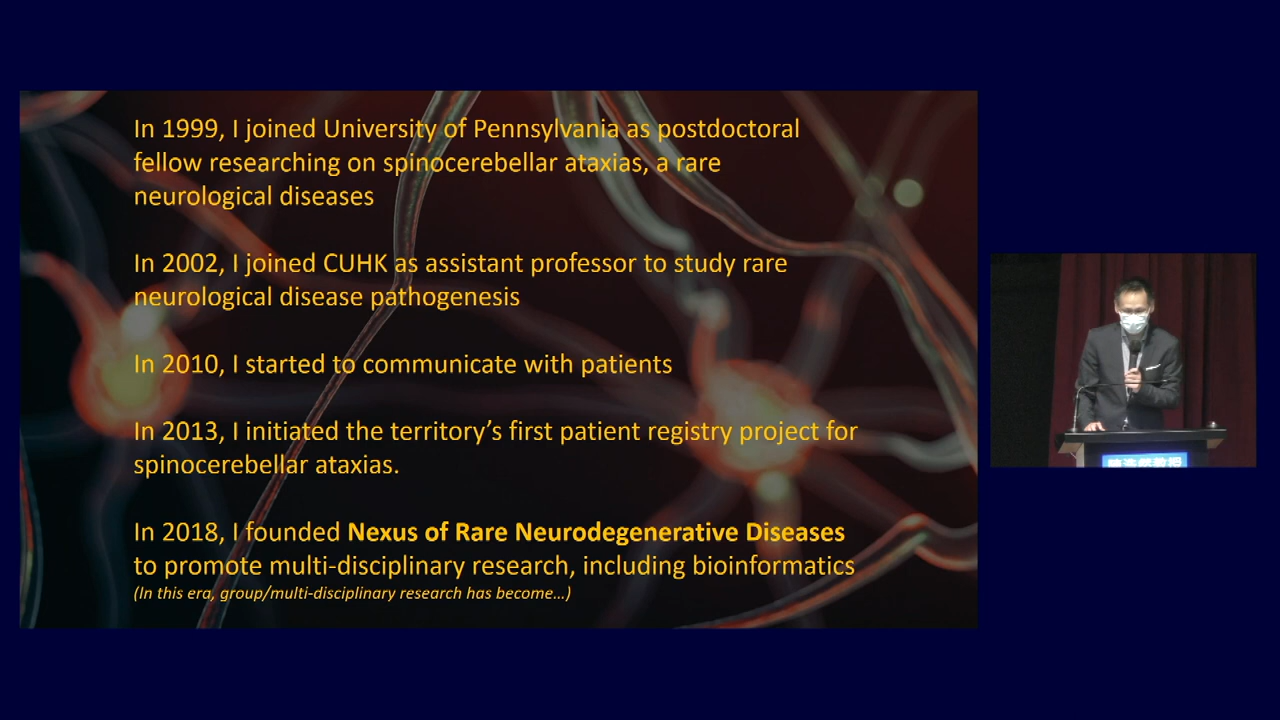 In 1999, I joined University of Pennsylvania as postdoctoral
fellow researching on spinocerebellar ataxias, a rare
neurological diseases
In 2002, I joined CUHK as assistant professor to study rare
neurological disease pathogenesis
In 2010, I started to communicate with patients
In 2013, I initiated the territory’s first patient registry project for
spinocerebellar ataxias.
In 2018, I founded Nexus of Rare Neurodegenerative Diseases
to promote multi-disciplinary research, including bioinformatics
(In this era, group/multi-disciplinary research has become…)